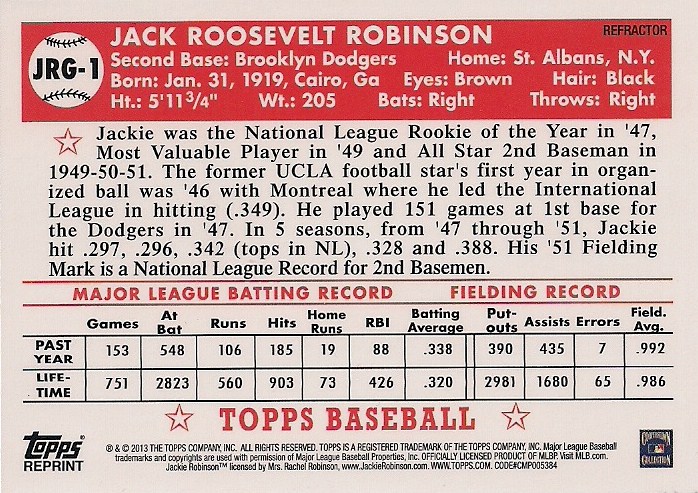 JRG-1
JACK ROOSEVELT ROBINSON
REFRACTOR
Second Base: Brooklyn Dodgers Home: St. Albans, N.Y.
Born: Jan. 31, 1919, Cairo, Ga Eyes: Brown Hair: Black
Ht.: 5'11 3/4" Wt.: 205 Bats: Right Throws: Right
Jackie was the National League Rookie of the Year in '47,
Most Valuable Player in '49 and All Star 2nd Baseman in
1949-50-51. The former UCLA football star's first year in organ-
ized ball was '46 with Montreal where he led the International
League in hitting (.349). He played 151 games at 1st base for
the Dodgers in '47. In 5 seasons, from '47 through '51, Jackie
hit .297, .296, .342 (tops in NL), .328 and .388. His '51 Fielding
Mark is a National League Record for 2nd Basemen.
MAJOR LEAGUE BATTING RECORD FIELDING RECORD
Games At Bat Runs Hits Home Runs RBI Batting Average Put-outs Assists Errors Field. Avg.
PAST YEAR 153 548 106 185 19 88 .338 390 435 7 .992
LIFE-TIME 751 2823 560 903 73 426 .320 2981 1680 65 .986
TOPPS BASEBALL
topps
REPRINT
® & © 2013 THE TOPPS COMPANY, INC. ALL RIGHTS RESERVED. TOPPS IS A REGISTERED TRADEMARK OF THE TOPPS COMPANY, INC. Major League Baseball
trademarks and copyrights are used with permission of Major League Baseball Properties, Inc. OFFICIALLY LICENSED PRODUCT OF MLBP. Visit MLB.com.
Jackie Robinson™ licensed by Mrs. Rachel Robinson, www.JackieRobinson.com. WWW.TOPPS.COM. CODE#CMP005384
COOPERSTOWN
COLLECTION